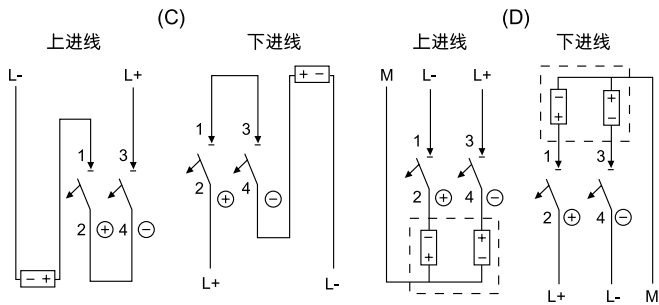 (C)
上进线
下进线
L-
L+
+ -
1
3
1
3
2
4
2 ⊕ 4 ⊖
⊕
⊖
- +
L+
L-
(D)
上进线
下进线
M
L-
L+
- +
+ -
1
3
1
3
2 ⊕
4 ⊖
2 ⊕
4 ⊖
- +
+ -
L+
L-
M